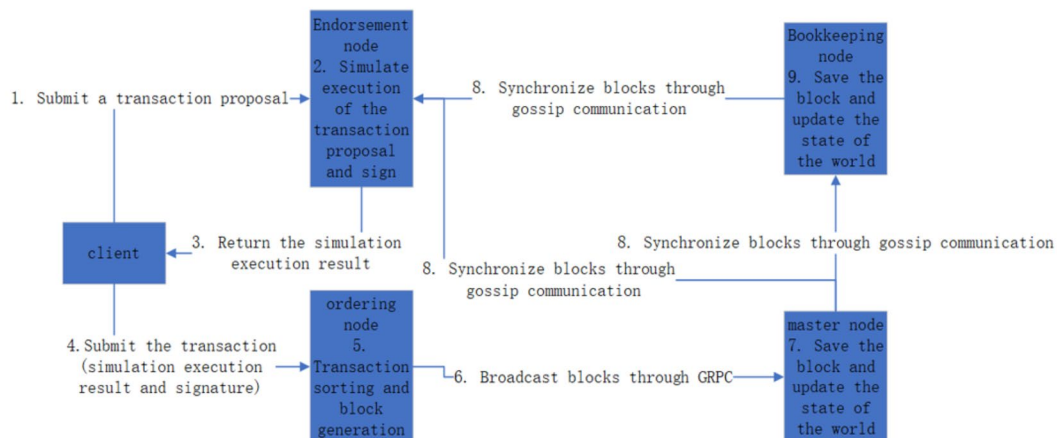 Endorsement
node
2. Simulate
execution
of the
transaction
proposal
and sign
Bookkeeping
node
9. Save the
block and
update the
state of
the world
1. Submit a transaction proposal
8. Synchronize blocks through
gossip communication
client
3. Return the simulation
execution result
8. Synchronize blocks through gossip communication
8. Synchronize blocks through
gossip communication
4.Submit the transaction
(simulation execution
result and signature)
ordering
node
5.
Transaction
sorting and
block
generation
6. Broadcast blocks through GRPC
master node
7. Save the
block and
update the
state of
the world